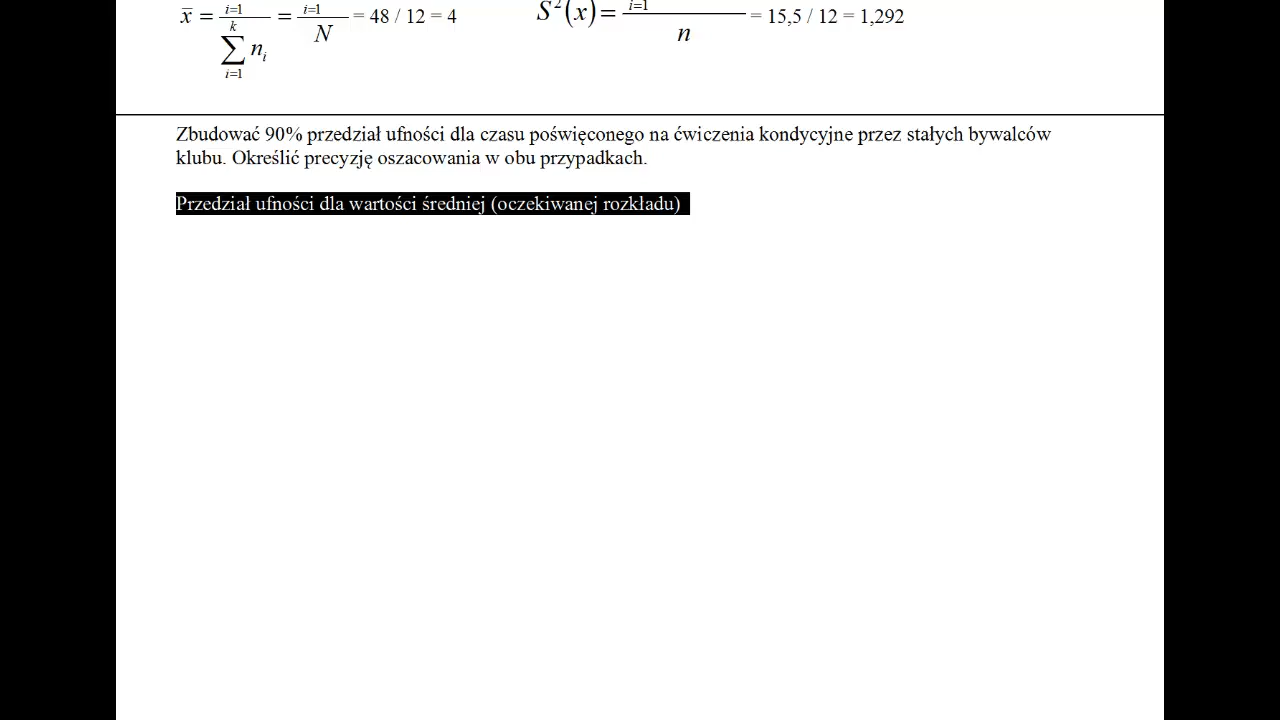 x̄ = i=1 / k ∑ nᵢ i=1 = i=1 / N = 48 / 12 = 4 S²(x) = i=1 / n = 15,5 / 12 = 1,292
Zbudować 90% przedział ufności dla czasu poświęconego na ćwiczenia kondycyjne przez stałych bywalców
klubu. Określić precyzję oszacowania w obu przypadkach.
Przedział ufności dla wartości średniej (oczekiwanej rozkładu)